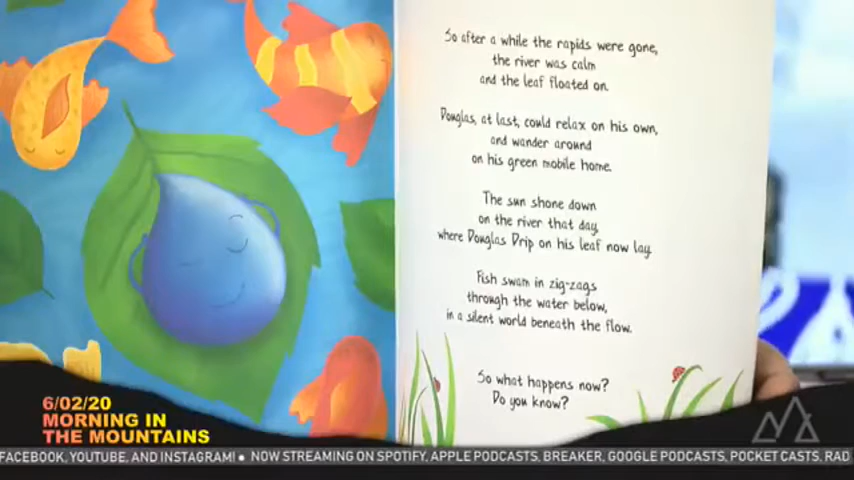 So after a while the rapids were gone,
the river was calm
and the leaf floated on.
Douglas, at last, could relax on his own,
and wander around
on his green mobile home.
The sun shone down
on the river that day,
where Douglas Drip on his leaf now lay.
Fish swam in zig-zags
through the water below,
in a silent world beneath the flow.
So what happens now?
Do you know?
6/02/20
MORNING IN
THE MOUNTAINS
FACEBOOK, YOUTUBE, AND INSTAGRAM! ● NOW STREAMING ON SPOTIFY, APPLE PODCASTS, BREAKER, GOOGLE PODCASTS, POCKET CASTS, RAD